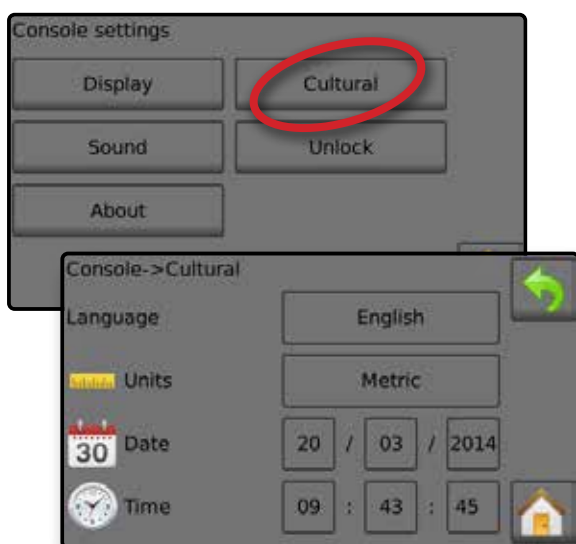 Console settings
Display Cultural
Sound Unlock
About
Console->Cultural
Language English
Units Metric
30 Date 20 / 03 / 2014
Time 09 : 43 : 45